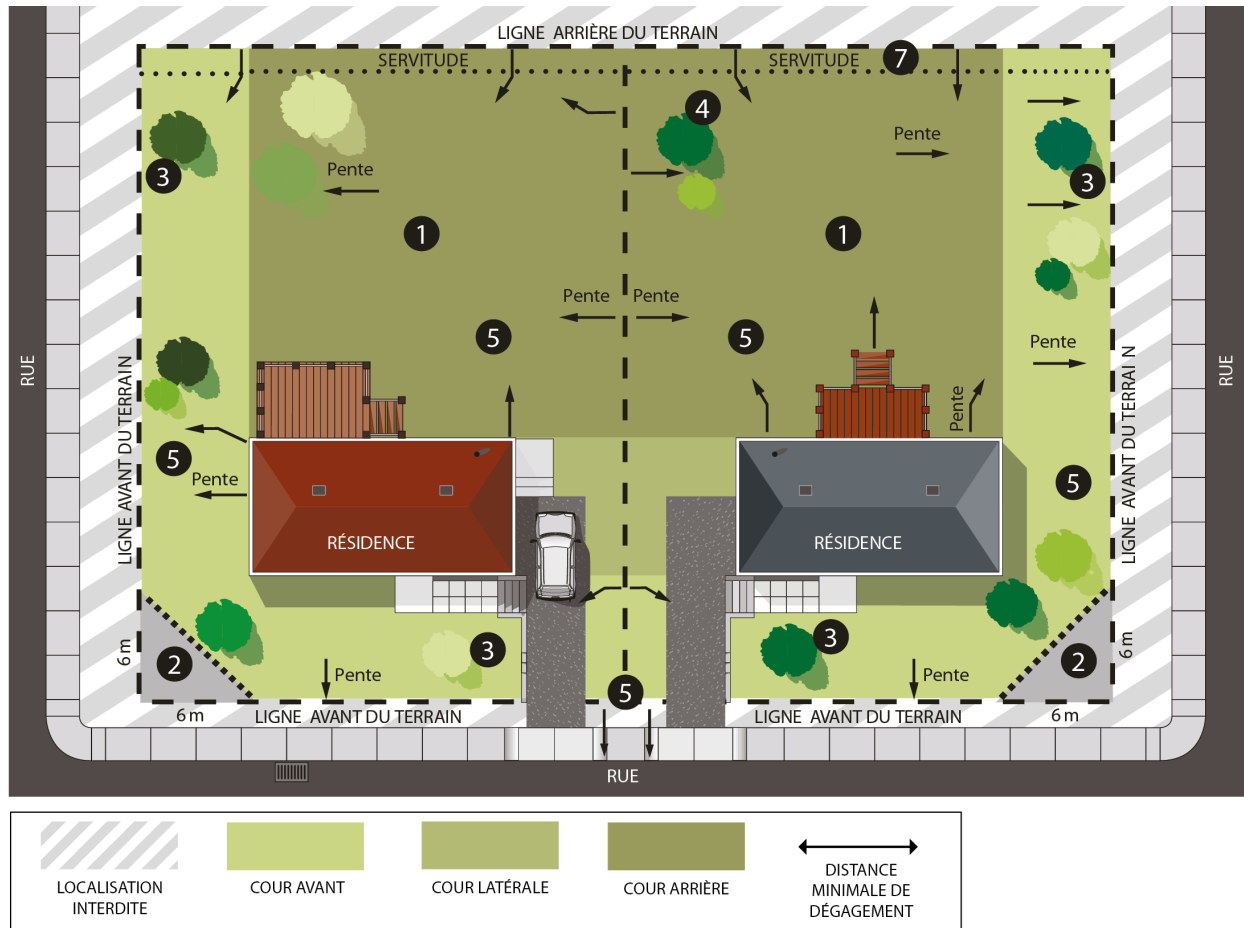 LIGNE ARRIÈRE DU TERRAIN
SERVITUDE
SERVITUDE
7
4
Pente
3
Pente
3
1
1
Pente
Pente
5
5
Pente
RUE
RUE
LIGNE AVANT DU TERRAIN
LIGNE AVANT DU TERRAI N
Pente
5
Pente
5
RÉSIDENCE
RÉSIDENCE
6 m
2
3
3
2
6 m
Pente
5
Pente
6 m
LIGNE AVANT DU TERRAIN
LIGNE AVANT DU TERRAIN
6 m
RUE
LOCALISATION
INTERDITE
COUR AVANT
COUR LATÉRALE
COUR ARRIÈRE
DISTANCE
MINIMALE DE
DÉGAGEMENT